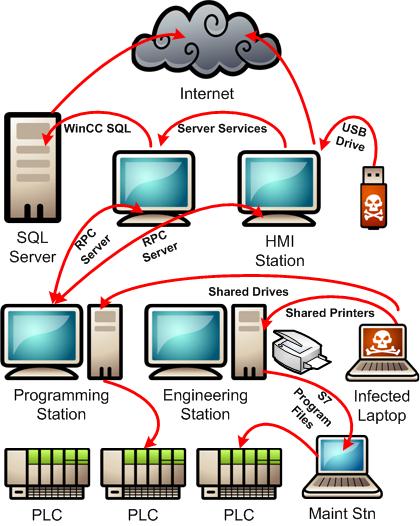 Internet
WinCC SQL
Server Services
USB
Drive
SQL
Server
RPC
Server
RPC
Server
HMI
Station
Shared Drives
Shared Printers
Programming
Station
Engineering
Station
S7
Program
Files
Infected
Laptop
PLC
PLC
PLC
Maint Stn